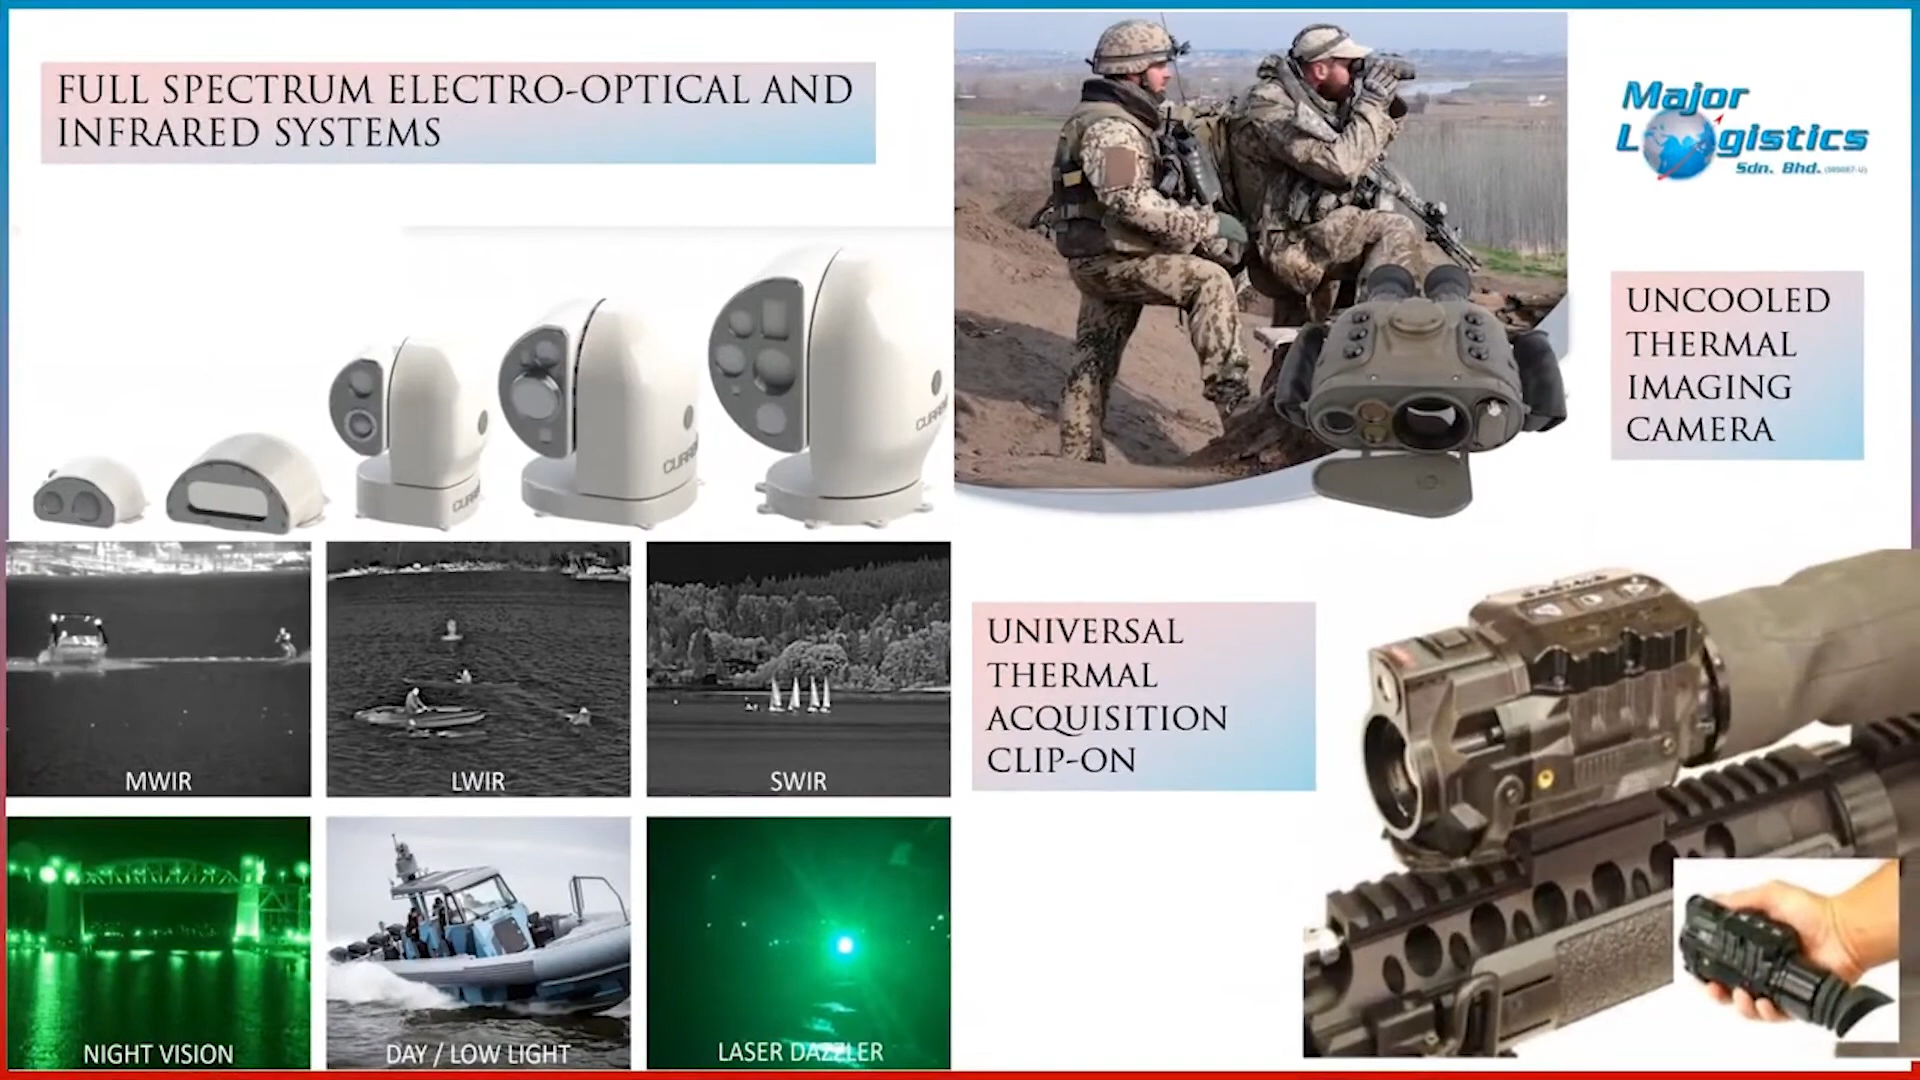 FULL SPECTRUM ELECTRO-OPTICAL AND
INFRARED SYSTEMS
Major
Logistics
Sdn. Bhd.
UNCOOLED
THERMAL
IMAGING
CAMERA
UNIVERSAL
THERMAL
ACQUISITION
CLIP-ON
MWIR
LWIR
SWIR
NIGHT VISION
DAY / LOW LIGHT
LASER DAZZLER